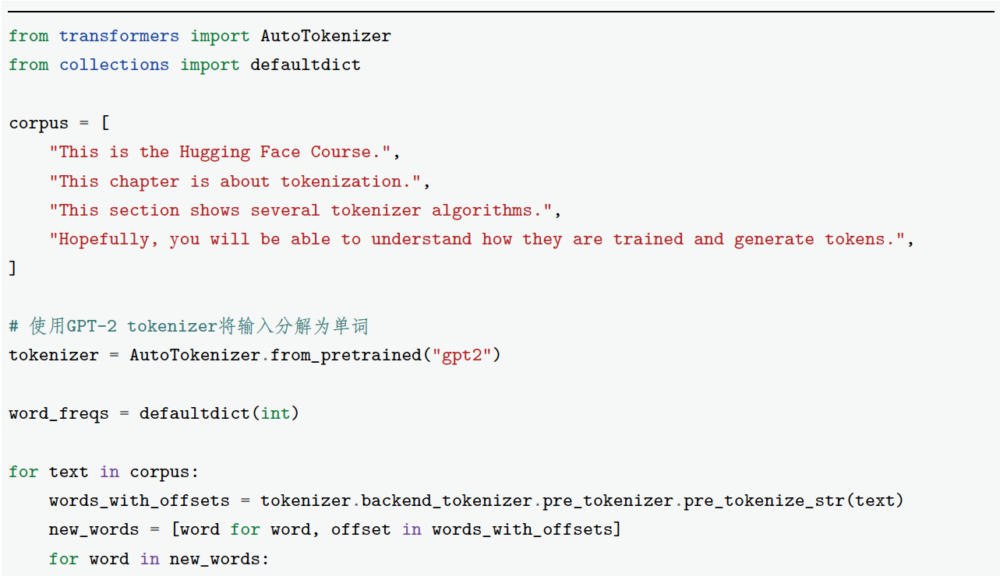 from transformers import AutoTokenizer
from collections import defaultdict

corpus = [
    "This is the Hugging Face Course.",
    "This chapter is about tokenization.",
    "This section shows several tokenizer algorithms.",
    "Hopefully, you will be able to understand how they are trained and generate tokens.",
]

# 使用GPT-2 tokenizer将输入分解为单词
tokenizer = AutoTokenizer.from_pretrained("gpt2")

word_freqs = defaultdict(int)

for text in corpus:
    words_with_offsets = tokenizer.backend_tokenizer.pre_tokenizer.pre_tokenize_str(text)
    new_words = [word for word, offset in words_with_offsets]
    for word in new_words: